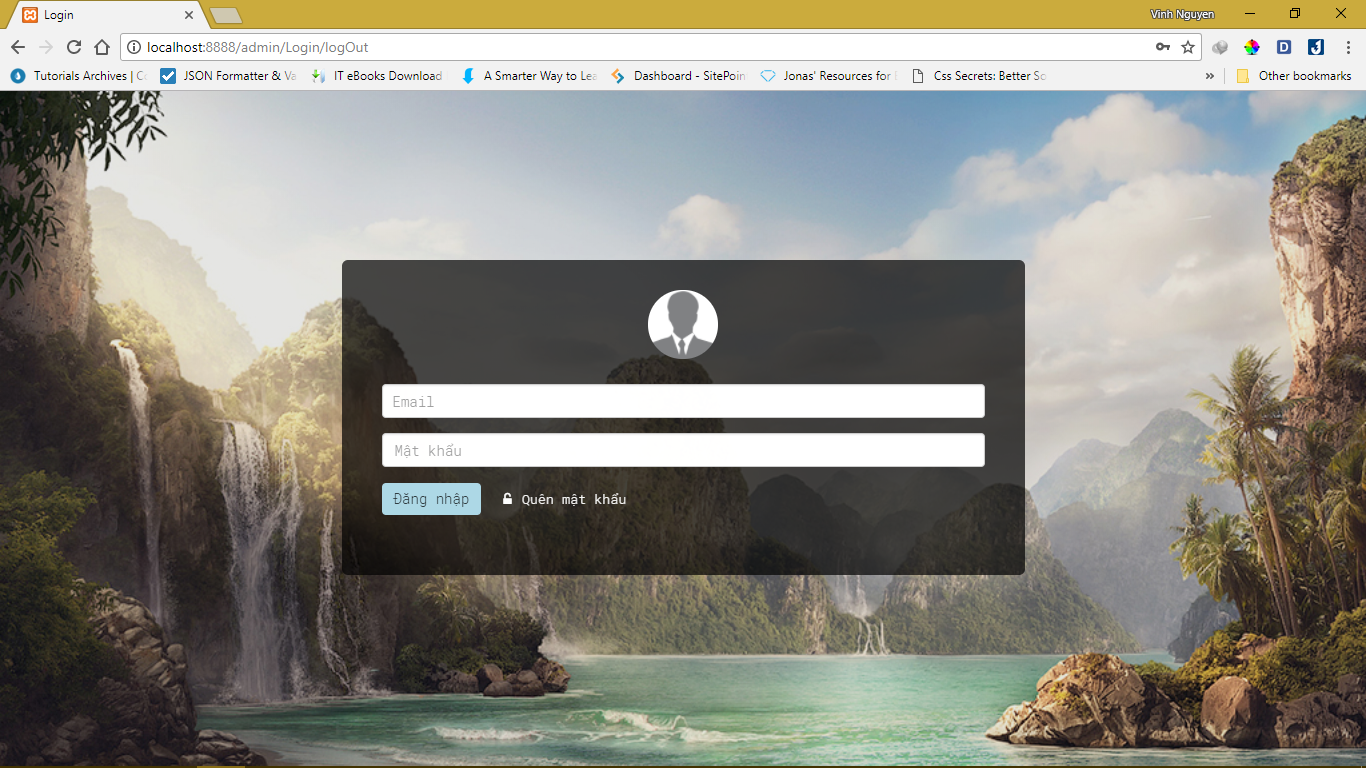 Login
Vinh Nguyen
localhost:8888/admin/Login/logOut
Tutorials Archives | C
JSON Formatter & Va
IT eBooks Download
A Smarter Way to Lea
Dashboard - SitePoin
Jonas' Resources for
Css Secrets: Better So
»
Other bookmarks
Email
Mật khẩu
Đăng nhập
Quên mật khẩu